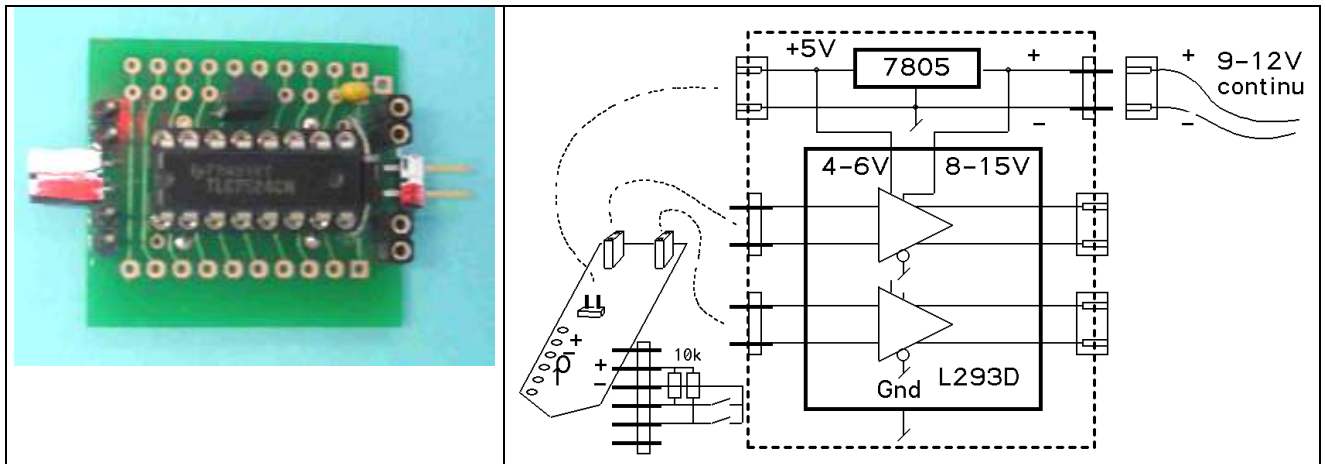 +5V
7805
+
−
+
−
9-12V
continu
4-6V
8-15V
10k
+
−
+
−
Gnd
L293D